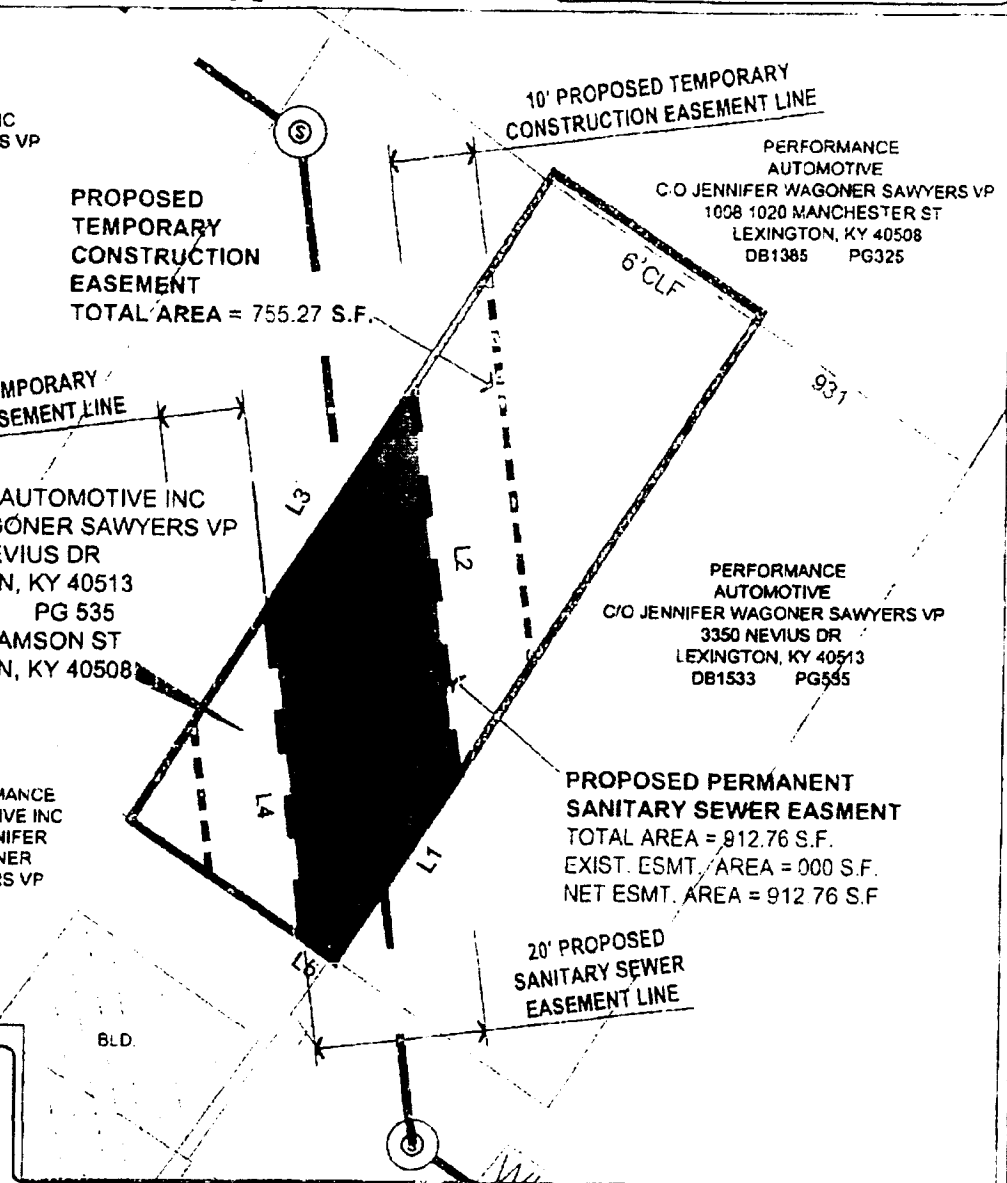 10' PROPOSED TEMPORARY
CONSTRUCTION EASEMENT LINE
PERFORMANCE
AUTOMOTIVE
C.O JENNIFER WAGONER SAWYERS VP
1008 1020 MANCHESTER ST
LEXINGTON, KY 40508
DB1385 PG325
IC
S VP
PROPOSED
TEMPORARY
CONSTRUCTION
EASEMENT
TOTAL AREA = 755.27 S.F.
6' CLF
931
MPORARY
SEMENT LINE
L3
AUTOMOTIVE INC
GONER SAWYERS VP
EVIUS DR
N, KY 40513
PG 535
AMSON ST
N, KY 40508
L2
PERFORMANCE
AUTOMOTIVE
C/O JENNIFER WAGONER SAWYERS VP
3350 NEVIUS DR
LEXINGTON, KY 40513
DB1533 PG535
L4
L1
MANCE
IVE INC
NIFER
NER
RS VP
PROPOSED PERMANENT
SANITARY SEWER EASMENT
TOTAL AREA = 912.76 S.F.
EXIST. ESMT. AREA = 000 S.F.
NET ESMT. AREA = 912.76 S.F
20' PROPOSED
SANITARY SEWER
EASEMENT LINE
BLD.
S
S